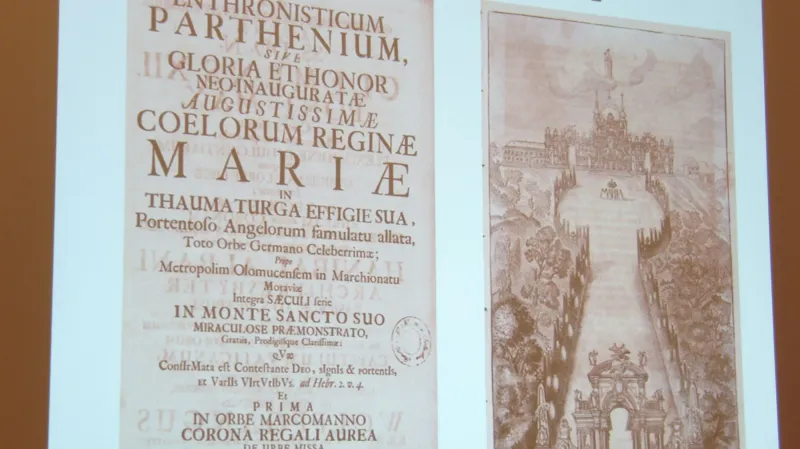 ENTHRONISTICUM
PARTHENIUM,
SIVE
GLORIA ET HONOR
NEO-INAUGURATÆ
AUGUSTISSIMÆ
COELORUM REGINÆ
MARIÆ
IN
THAUMATURGA EFFIGIE SUA,
Portentoſo Angelorum famulatu allata,
Toto Orbe Germano Celeberrimæ;
Prope
Metropolim Olomucenſem in Marchionatu
Moraviæ
Integra SÆCULI ſerie
IN MONTE SANCTO SUO
MIRACULOSE PRÆMONSTRATO,
Gratiis, Prodigiiſque Clariſſimæ:
qVæ
ConfIrMata eſt Conteſtante DEO, sIgnIs & portentIs,
et VarIIs VIrtVtIbVs. ad Hebr. 2. v. 4.
Et
PRIMA
IN ORBE MARCOMANNO
CORONA REGALI AUREA
DE URBE MISSA